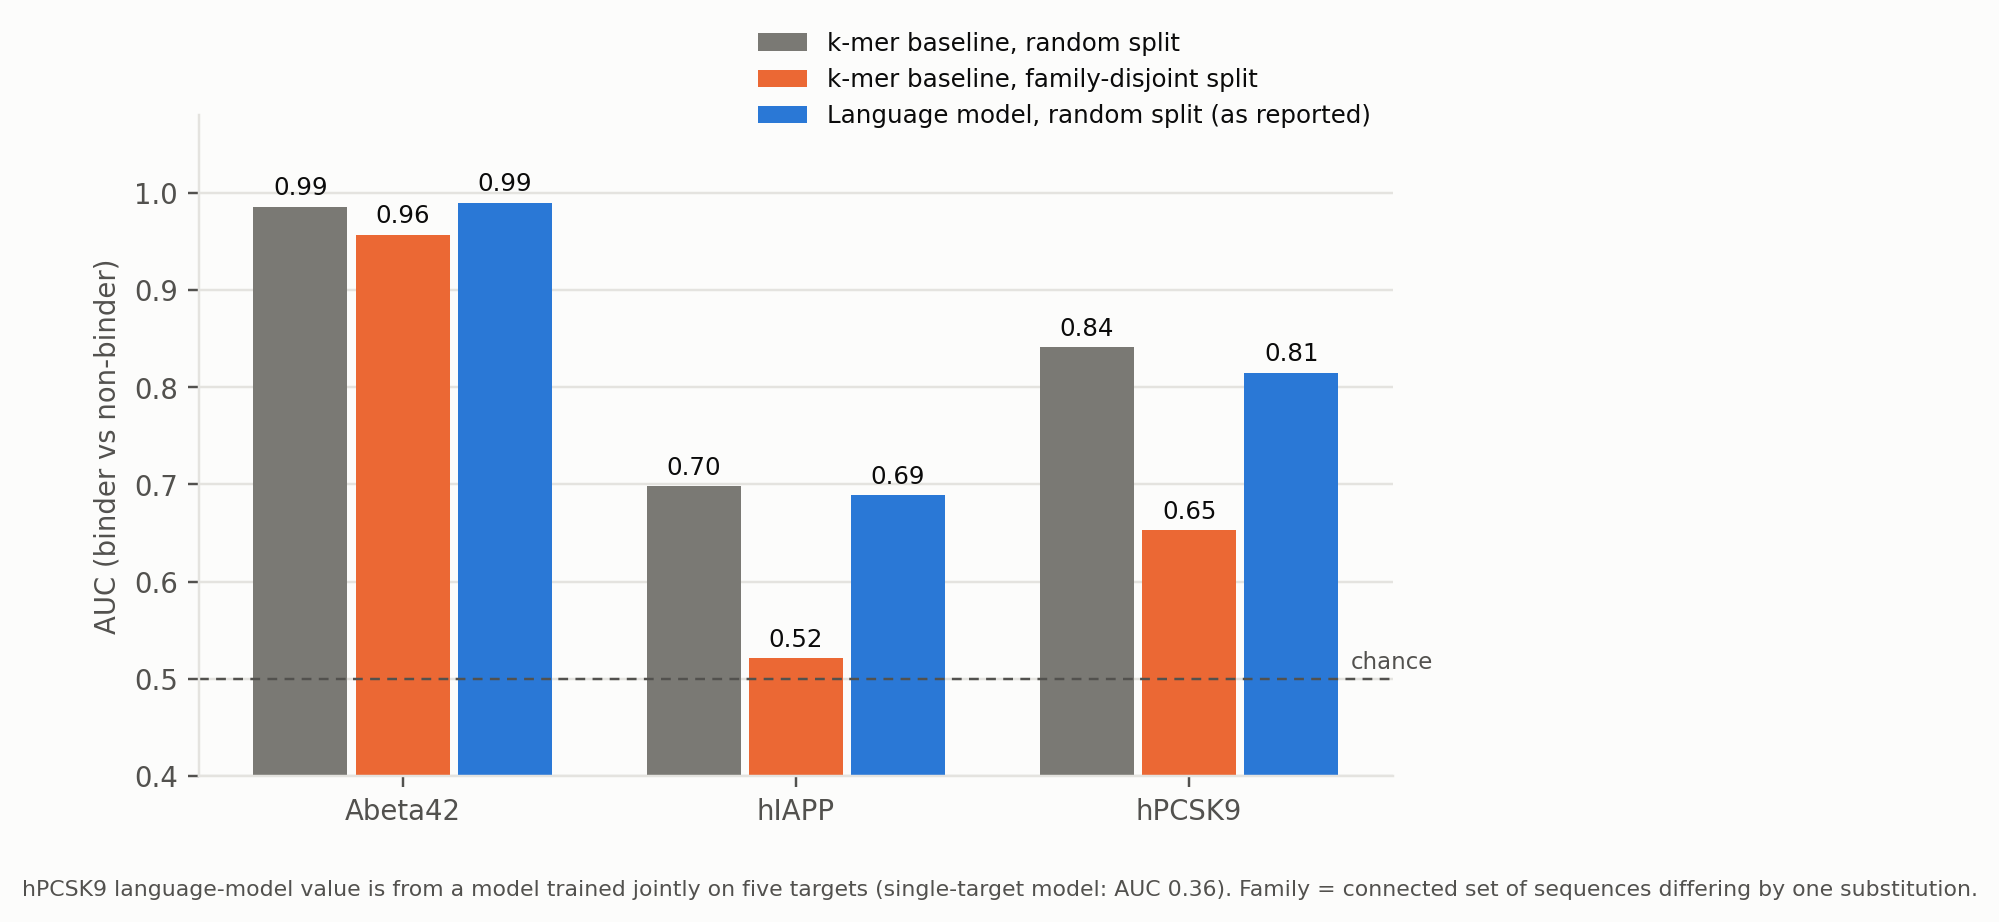 k-mer baseline, random split
k-mer baseline, family-disjoint split
Language model, random split (as reported)
AUC (binder vs non-binder)
1.0
0.9
0.8
0.7
0.6
0.5
0.4
0.99
0.96
0.99
0.70
0.52
0.69
0.84
0.65
0.81
chance
Abeta42
hIAPP
hPCSK9
hPCSK9 language-model value is from a model trained jointly on five targets (single-target model: AUC 0.36). Family = connected set of sequences differing by one substitution.